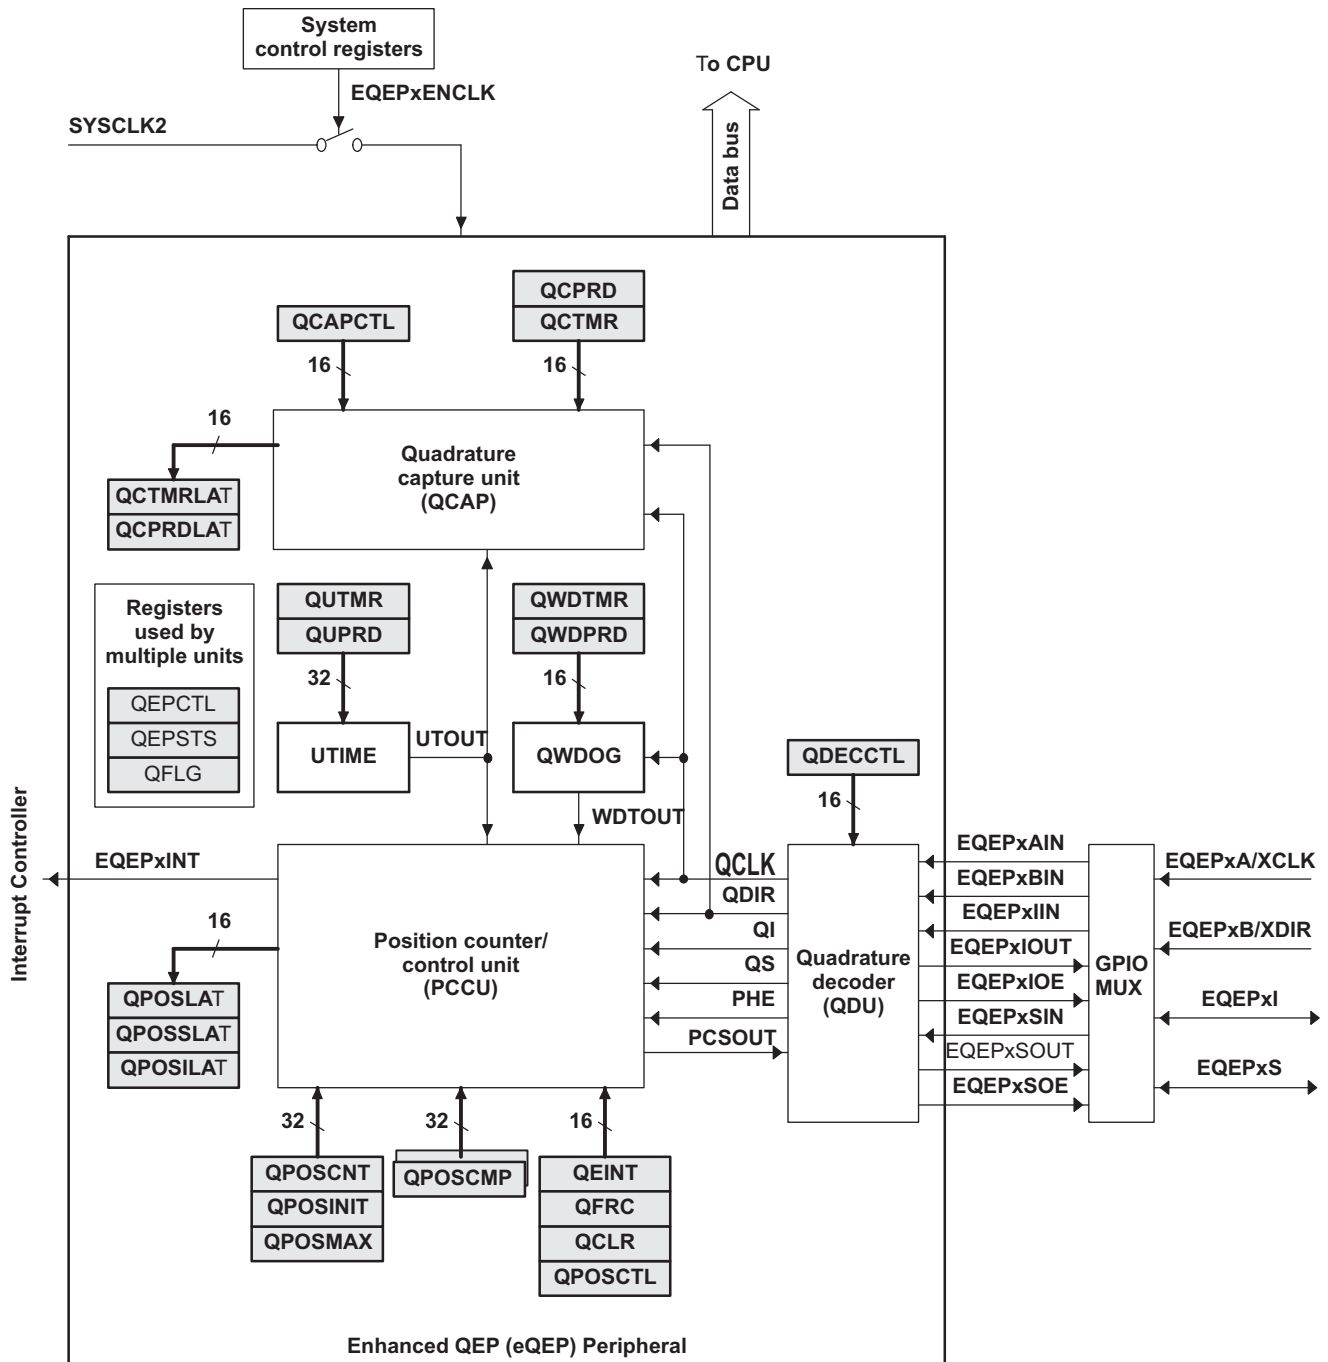 System
control registers
To CPU
EQEPxENCLK
SYSCLK2
Data bus
QCPRD
QCAPCTL
QCTMR
16
16
16
Quadrature
capture unit
(QCAP)
QCTMRLAT
QCPRDLAT
Registers
used by
multiple units
QEPCTL
QEPSTS
QFLG
QUTMR
QUPRD
QWDTMR
QWDPRD
32
16
UTIME
UTOUT
QWDOG
QDECCTL
WDTOUT
16
Interrupt Controller
EQEPxINT
16
QPOSLAT
QPOSSLAT
QPOSILAT
Position counter/
control unit
(PCCU)
QCLK
QDIR
QI
QS
PHE
PCSOUT
Quadrature
decoder
(QDU)
EQEPxAIN
EQEPxBIN
EQEPxIIN
EQEPxIOUT
EQEPxIOE
EQEPxSIN
EQEPxSOUT
EQEPxSOE
GPIO
MUX
EQEPxA/XCLK
EQEPxB/XDIR
EQEPxI
EQEPxS
32
32
16
QPOSCNT
QPOSINIT
QPOSMAX
QPOSCMP
QEINT
QFRC
QCLR
QPOSCTL
Enhanced QEP (eQEP) Peripheral